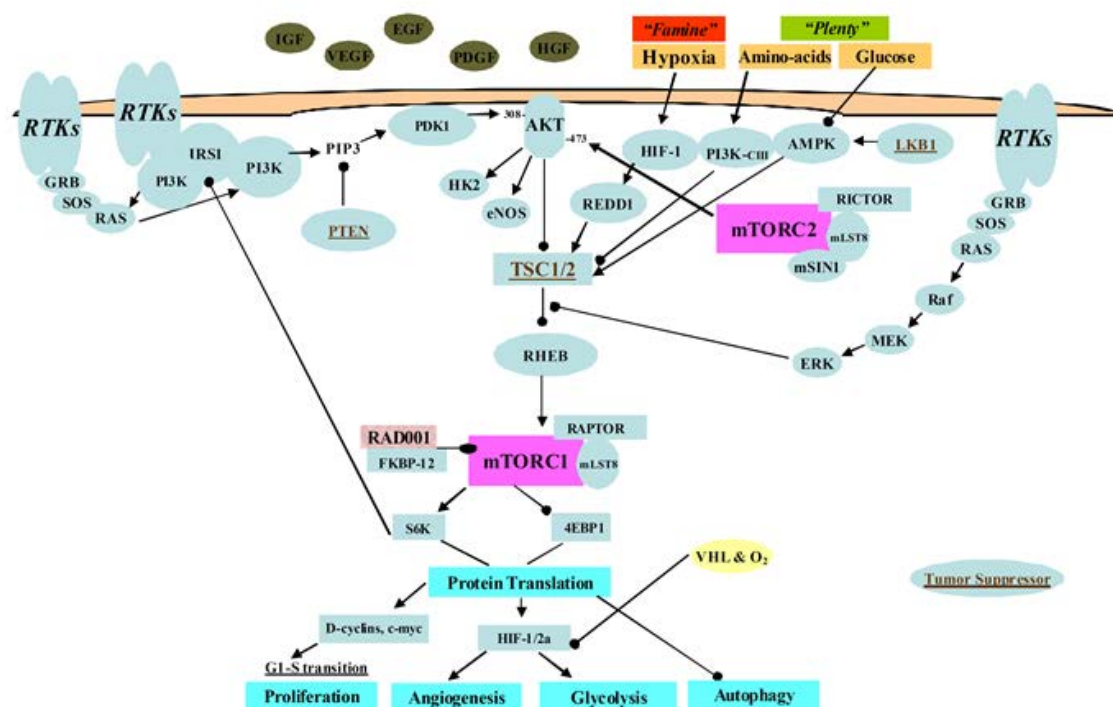 "Famine"
"Plenty"
IGF
VEGF
EGF
PDGF
HGF
Hypoxia
Amino-acids
Glucose
RTKs
RTKs
RTKs
IRS1
PI3K
PI3K
GRB
SOS
RAS
PIP3
PTEN
PDK1
308-
AKT
-473
HK2
eNOS
HIF-1
PI3K-CIII
AMPK
LKB1
REDD1
mTORC2
RICTOR
mLST8
mSIN1
GRB
SOS
RAS
Raf
MEK
ERK
TSC1/2
RHEB
RAD001
FKBP-12
mTORC1
RAPTOR
mLST8
S6K
4EBP1
VHL & O2
Protein Translation
Tumor Suppressor
D-cyclins, c-myc
HIF-1/2a
G1-S transition
Proliferation
Angiogenesis
Glycolysis
Autophagy